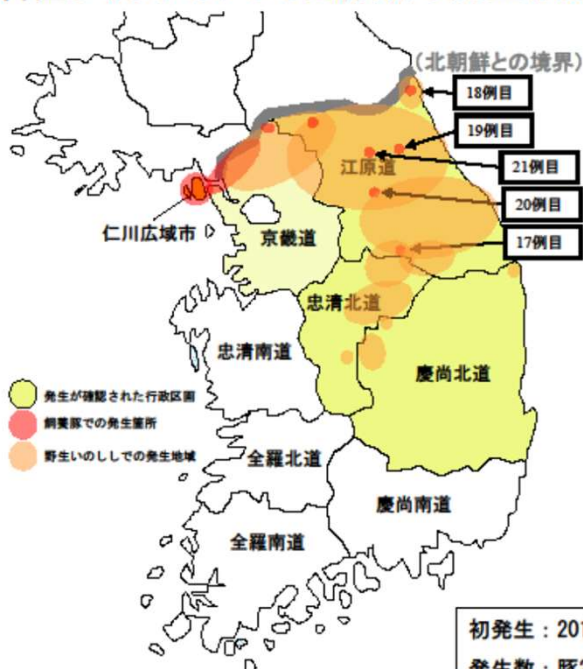 (北朝鮮との境界)
18例目
19例目
21例目
江原道
20例目
仁川広域市
京畿道
17例目
忠清北道
忠清南道
慶尚北道
発生が確認された行政区画
飼養豚での発生箇所
野生いのししでの発生地域
全羅北道
慶尚南道
全羅南道
初発生：201